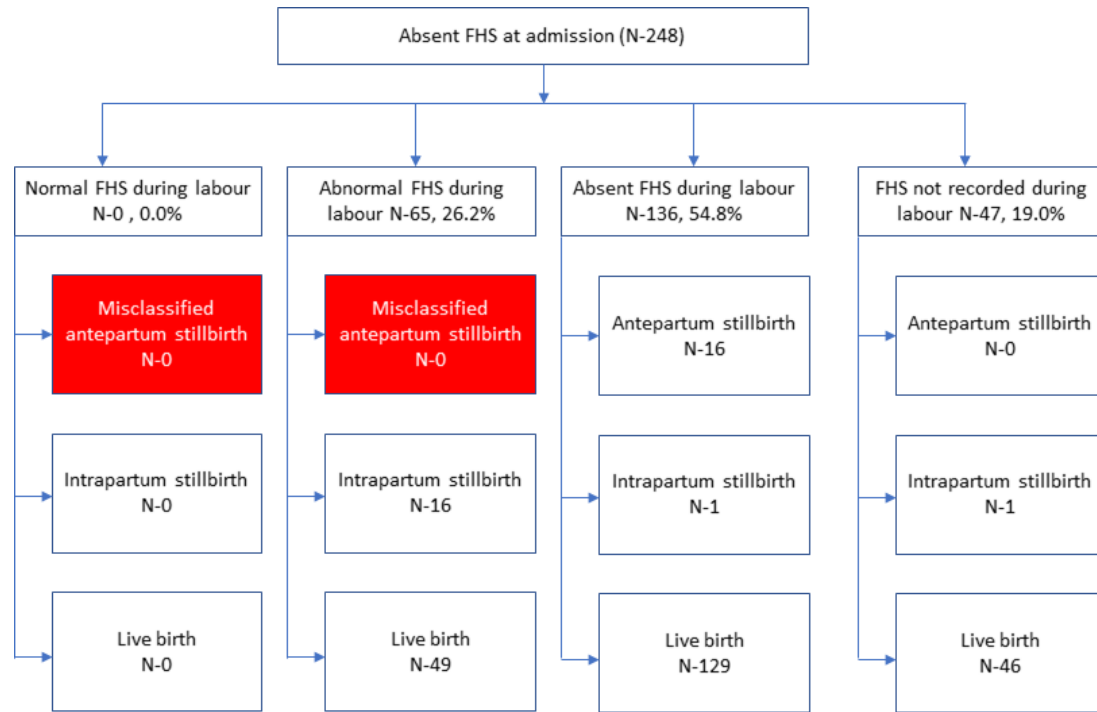 Absent FHS at admission (N-248)
Normal FHS during labour
N-0 , 0.0%
Abnormal FHS during
labour N-65, 26.2%
Absent FHS during labour
N-136, 54.8%
FHS not recorded during
labour N-47, 19.0%
Misclassified
antepartum stillbirth
N-0
Misclassified
antepartum stillbirth
N-0
Antepartum stillbirth
N-16
Antepartum stillbirth
N-0
Intrapartum stillbirth
N-0
Intrapartum stillbirth
N-16
Intrapartum stillbirth
N-1
Intrapartum stillbirth
N-1
Live birth
N-0
Live birth
N-49
Live birth
N-129
Live birth
N-46